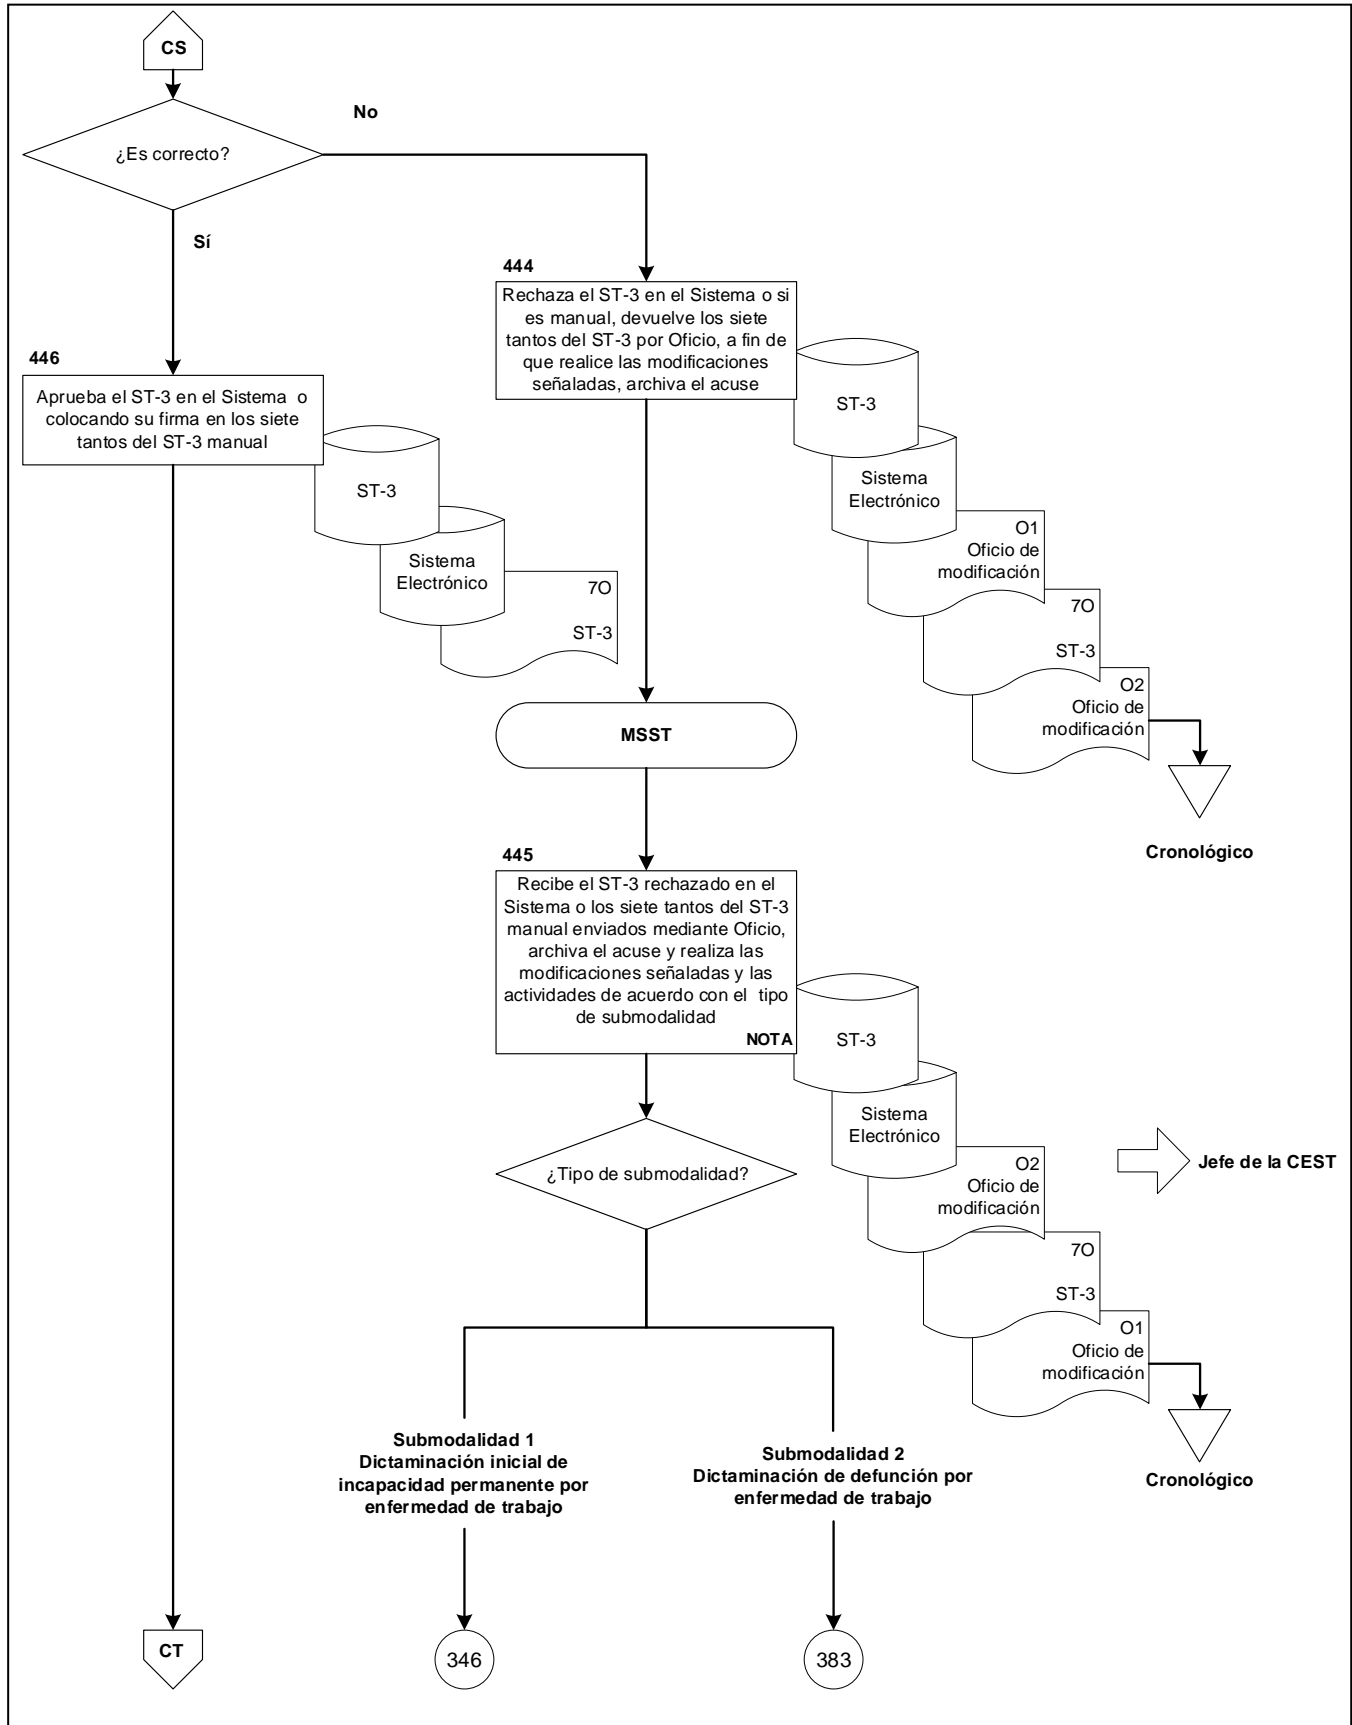 CS
No
¿Es correcto?
Sí
444
Rechaza el ST-3 en el Sistema o si
es manual, devuelve los siete
tantos del ST-3 por Oficio, a fin de
que realice las modificaciones
señaladas, archiva el acuse
ST-3
Sistema
Electrónico
O1
Oficio de
modificación
7O
ST-3
O2
Oficio de
modificación
Cronológico
446
Aprueba el ST-3 en el Sistema o
colocando su firma en los siete
tantos del ST-3 manual
ST-3
Sistema
Electrónico
7O
ST-3
MSST
445
Recibe el ST-3 rechazado en el
Sistema o los siete tantos del ST-3
manual enviados mediante Oficio,
archiva el acuse y realiza las
modificaciones señaladas y las
actividades de acuerdo con el tipo
de submodalidad
NOTA
ST-3
Sistema
Electrónico
O2
Oficio de
modificación
7O
ST-3
O1
Oficio de
modificación
Cronológico
Jefe de la CEST
¿Tipo de submodalidad?
Submodalidad 1
Dictaminación inicial de
incapacidad permanente por
enfermedad de trabajo
Submodalidad 2
Dictaminación de defunción por
enfermedad de trabajo
CT
346
383